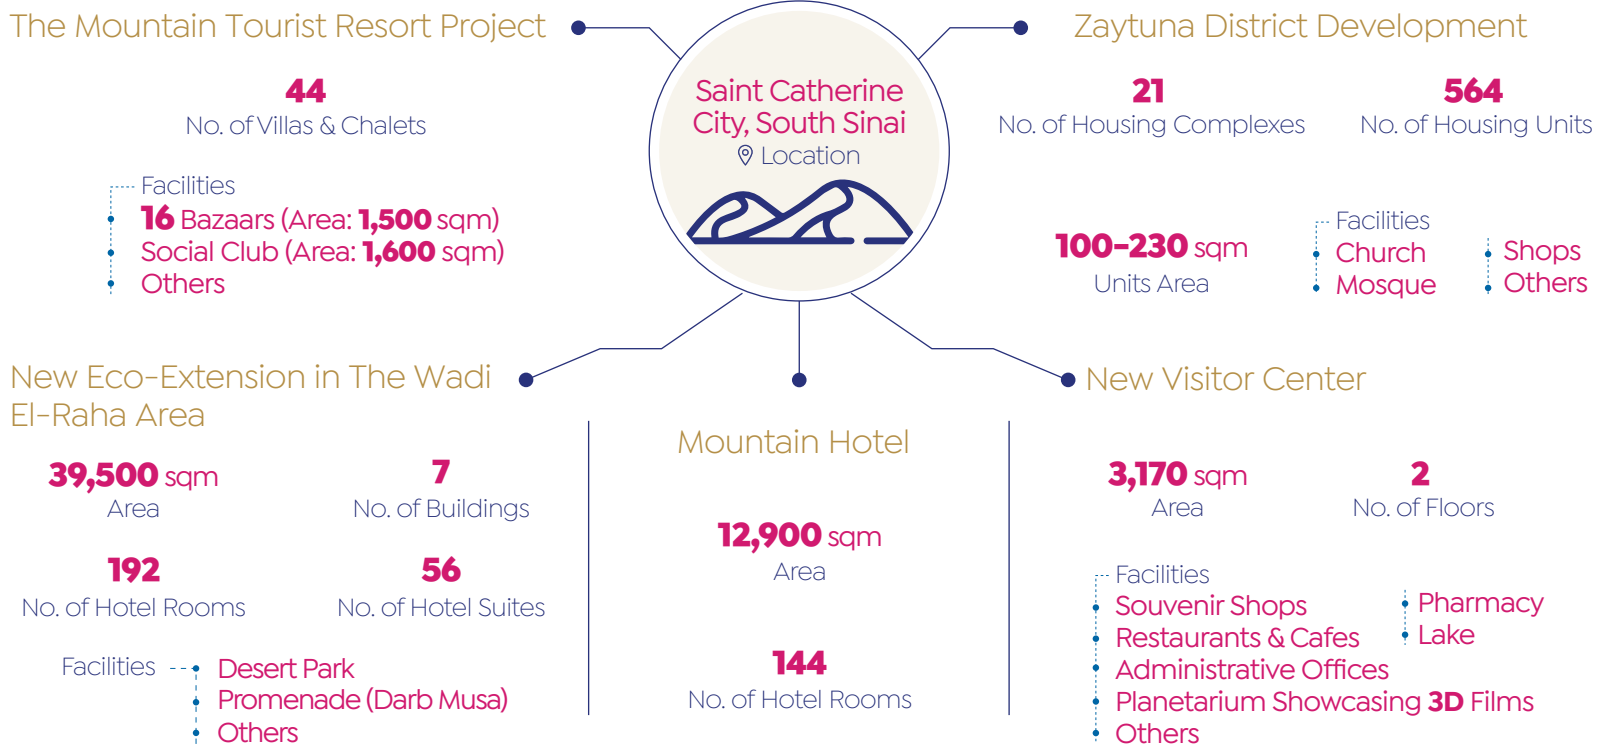 The Mountain Tourist Resort Project
44
No. of Villas & Chalets
Facilities
16 Bazaars (Area: 1,500 sqm)
Social Club (Area: 1,600 sqm)
Others
Saint Catherine
City, South Sinai
Location
Zaytuna District Development
21
No. of Housing Complexes
564
No. of Housing Units
100-230 sqm
Units Area
Facilities
Church
Mosque
Shops
Others
New Eco-Extension in The Wadi
El-Raha Area
39,500 sqm
Area
7
No. of Buildings
192
No. of Hotel Rooms
56
No. of Hotel Suites
Facilities
Desert Park
Promenade (Darb Musa)
Others
Mountain Hotel
12,900 sqm
Area
144
No. of Hotel Rooms
New Visitor Center
3,170 sqm
Area
2
No. of Floors
Facilities
Souvenir Shops
Restaurants & Cafes
Administrative Offices
Planetarium Showcasing 3D Films
Others
Pharmacy
Lake